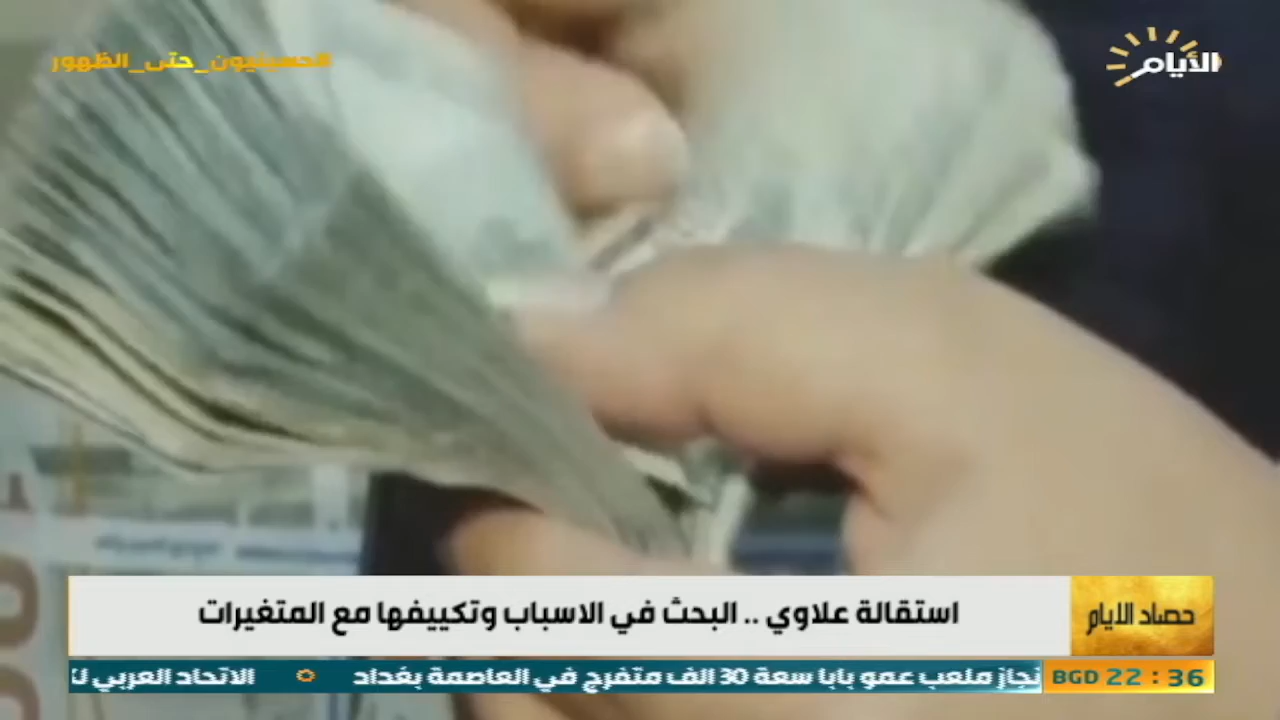 #حسينيون_حتى_الظهور
الأيام
استقالة علاوي .. البحث في الاسباب وتكييفها مع المتغيرات
حصاد الايام
نجاز ملعب عمو بابا سعة 30 الف متفرج في العاصمة بغداد ۞ الاتحاد العربي
BGD 22 : 36